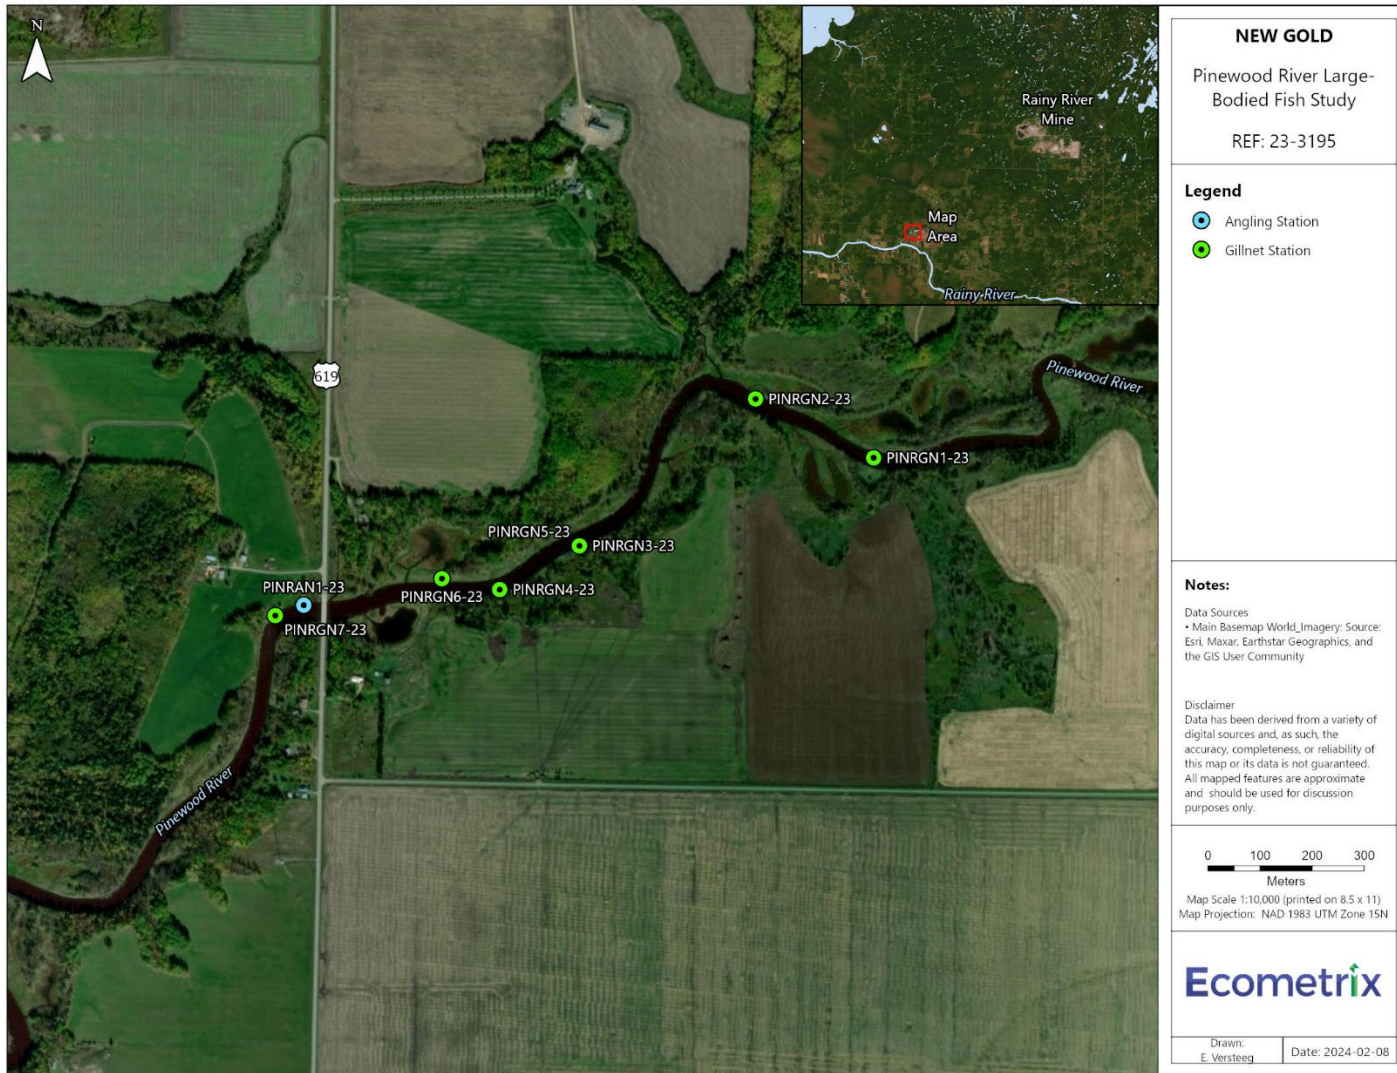 N
619
PINRGN2-23
PINRGN1-23
PINRGN5-23
PINRGN3-23
PINRGN4-23
PINRGN6-23
PINRAN1-23
PINRGN7-23
Pinewood River
Pinewood River
Rainy River
Mine
Map
Area
Rainy River
NEW GOLD
Pinewood River Large-
Bodied Fish Study
REF: 23-3195
Legend
Angling Station
Gillnet Station
Notes:
Data Sources
• Main Basemap World_Imagery: Source:
Esri, Maxar, Earthstar Geographics, and
the GIS User Community
Disclaimer
Data has been derived from a variety of
digital sources and, as such, the
accuracy, completeness, or reliability of
this map or its data is not guaranteed.
All mapped features are approximate
and should be used for discussion
purposes only.
0 100 200 300
Meters
Map Scale 1:10,000 (printed on 8.5 x 11)
Map Projection: NAD 1983 UTM Zone 15N
Ecometrix
Drawn:
E. Versteeg
Date: 2024-02-08